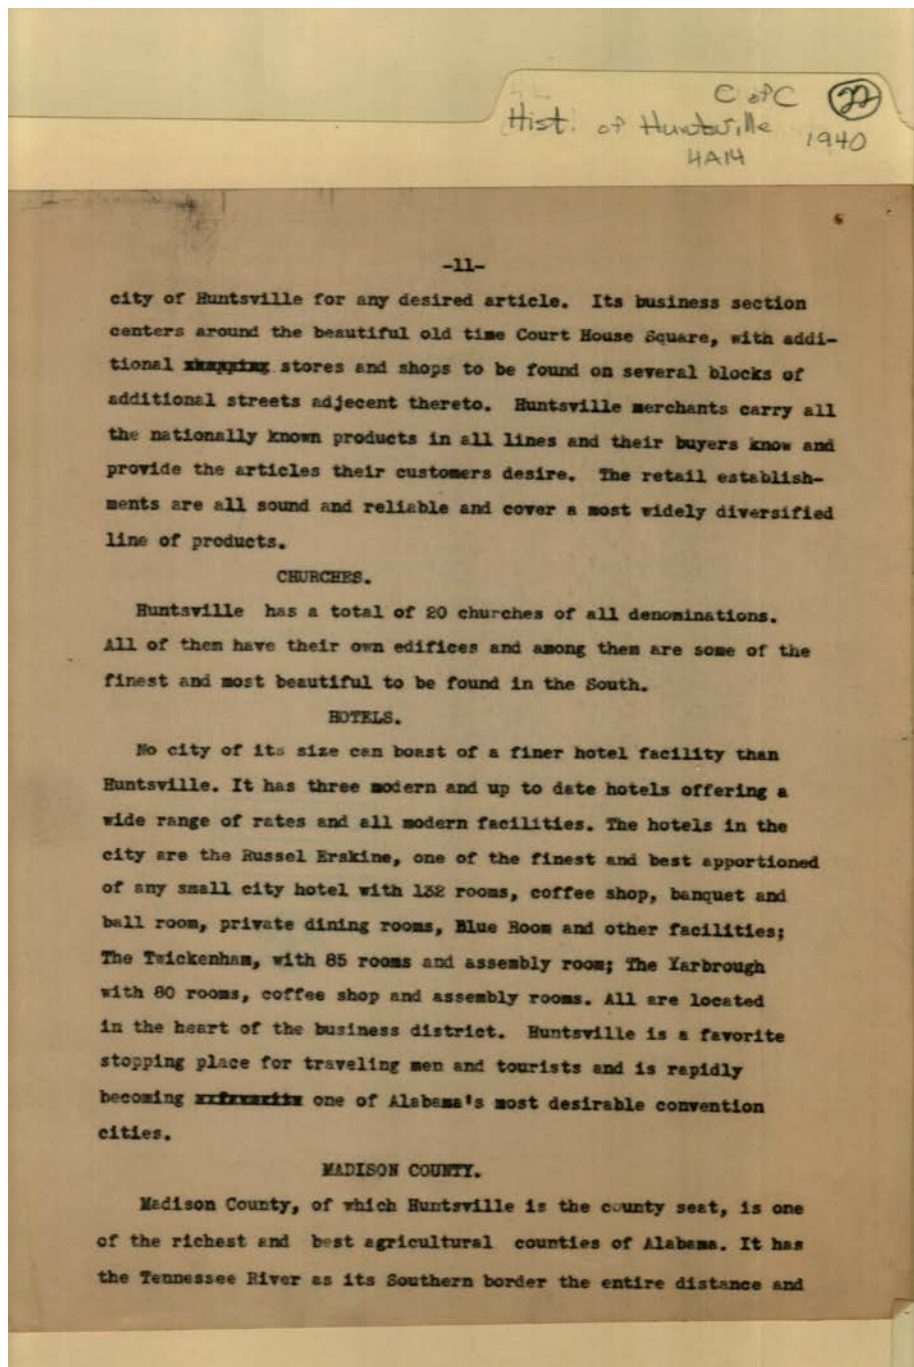 C of C 22
Hist. of Huntsville 1940
4A14
-11-
city of Huntsville for any desired article. Its business section
centers around the beautiful old time Court House Square, with addi-
tional stores and shops to be found on several blocks of
additional streets adjecent thereto. Huntsville merchants carry all
the nationally known products in all lines and their buyers know and
provide the articles their customers desire. The retail establish-
ments are all sound and reliable and cover a most widely diversified
line of products.
CHURCHES.
Huntsville has a total of 20 churches of all denominations.
All of them have their own edifices and among them are some of the
finest and most beautiful to be found in the South.
HOTELS.
No city of its size can boast of a finer hotel facility than
Huntsville. It has three modern and up to date hotels offering a
wide range of rates and all modern facilities. The hotels in the
city are the Russel Erskine, one of the finest and best apportioned
of any small city hotel with 132 rooms, coffee shop, banquet and
ball room, private dining rooms, Blue Room and other facilities;
The Twickenham, with 85 rooms and assembly room; The Yarbrough
with 80 rooms, coffee shop and assembly rooms. All are located
in the heart of the business district. Huntsville is a favorite
stopping place for traveling men and tourists and is rapidly
becoming one of Alabama's most desirable convention
cities.
MADISON COUNTY.
Madison County, of which Huntsville is the county seat, is one
of the richest and best agricultural counties of Alabama. It has
the Tennessee River as its Southern border the entire distance and